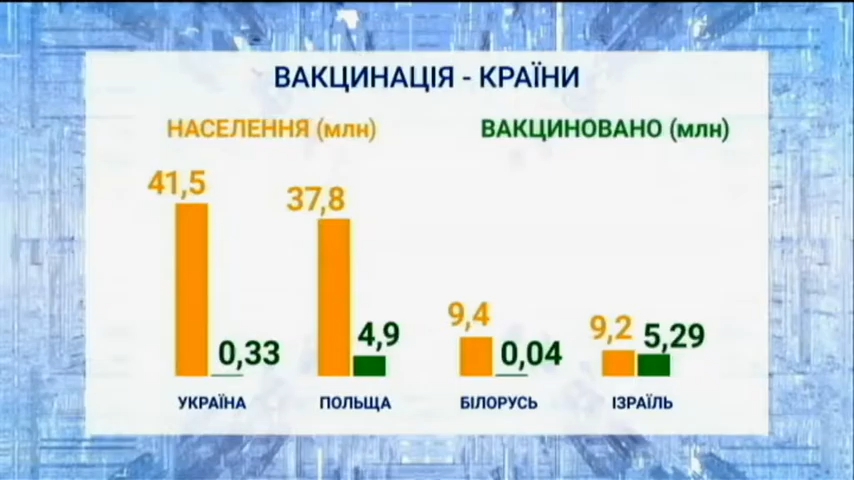 ВАКЦИНАЦІЯ - КРАЇНИ
НАСЕЛЕННЯ (млн) ВАКЦИНОВАНО (млн)
41,5 0,33
37,8 4,9
9,4 0,04
9,2 5,29
УКРАЇНА ПОЛЬЩА БІЛОРУСЬ ІЗРАЇЛЬ